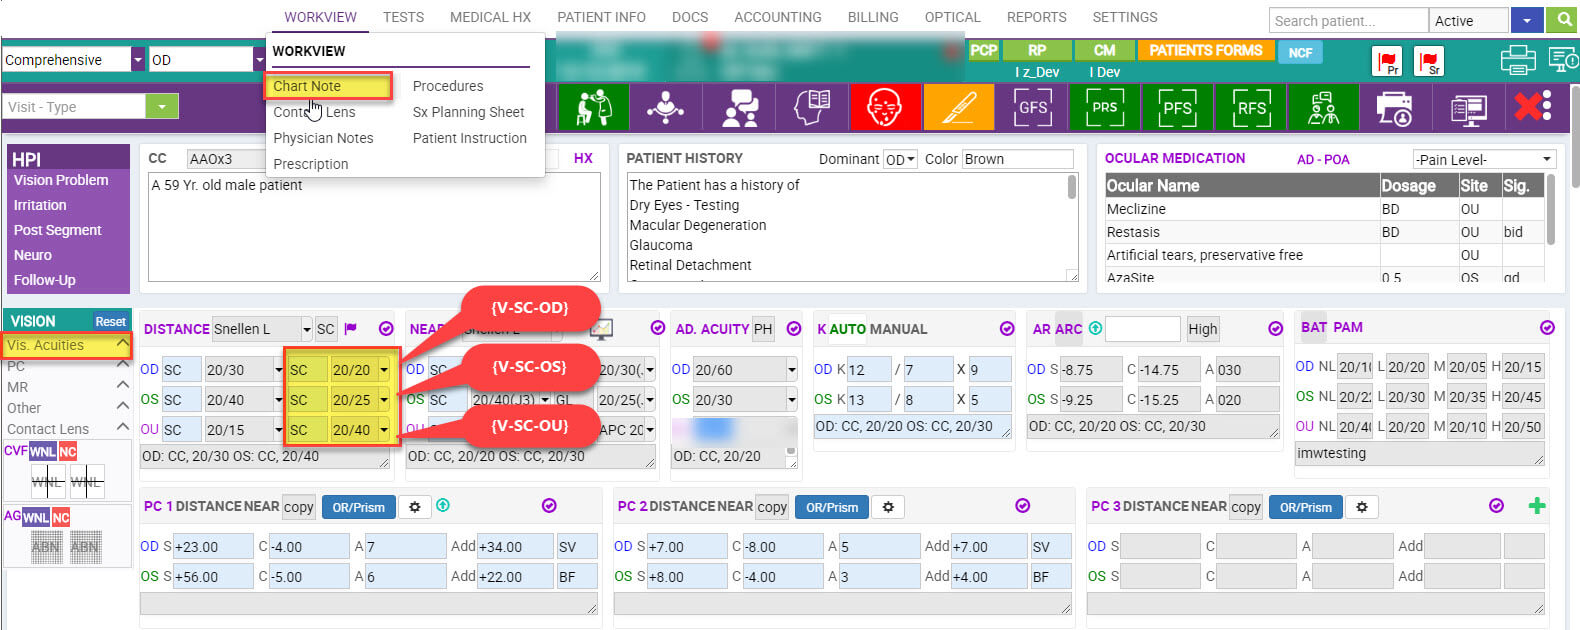 WORKVIEW TESTS MEDICAL HX PATIENT INFO DOCS ACCOUNTING BILLING OPTICAL REPORTS SETTINGS Search patient... Active
WORKVIEW
Chart Note Procedures
Contact Lens Sx Planning Sheet
Physician Notes Patient Instruction
Prescription
Comprehensive OD PCP RP CM PATIENTS FORMS NCF Pr Sr
I z_Dev I Dev
Visit - Type GFS PRS PFS RFS
HPI
Vision Problem
Irritation
Post Segment
Neuro
Follow-Up
CC AAOx3 HX
A 59 Yr. old male patient
PATIENT HISTORY Dominant OD Color Brown
The Patient has a history of
Dry Eyes - Testing
Macular Degeneration
Glaucoma
Retinal Detachment
OCULAR MEDICATION AD - POA -Pain Level-
Ocular Name Dosage Site Sig.
Meclizine BD OU
Restasis BD OU bid
Artificial tears, preservative free OU
AzaSite 0.5 OS qd
VISION Reset
Vis. Acuities
PC
MR
Other
Contact Lens
CVF WNL NC
WNL WNL
AG WNL NC
ABN ABN
DISTANCE Snellen L SC
OD SC 20/30 SC 20/20
OS SC 20/40 SC 20/25
OU SC 20/15 SC 20/40
OD: CC, 20/30 OS: CC, 20/40
{V-SC-OD}
{V-SC-OS}
{V-SC-OU}
NEAR Snellen L
OD SC 20/30(.
OS SC 20/40(J3) GL 20/25(.
OU APC 20
OD: CC, 20/20 OS: CC, 20/30
AD. ACUITY PH
OD 20/60
OS 20/30
OD: CC, 20/20
K AUTO MANUAL
OD K 12 / 7 X 9
OS K 13 / 8 X 5
OD: CC, 20/20 OS: CC, 20/30
AR ARC High
OD S -8.75 C -14.75 A 030
OS S -9.25 C -15.25 A 020
OD: CC, 20/20 OS: CC, 20/30
BAT PAM
OD NL 20/1( L 20/20 M 20/05 H 20/15
OS NL 20/2: L 20/30 M 20/35 H 20/45
OU NL 20/4( L 20/20 M 20/10 H 20/50
imwtesting
PC 1 DISTANCE NEAR copy OR/Prism
OD S +23.00 C -4.00 A 7 Add +34.00 SV
OS S +56.00 C -5.00 A 6 Add +22.00 BF
PC 2 DISTANCE NEAR copy OR/Prism
OD S +7.00 C -8.00 A 5 Add +7.00 SV
OS S +8.00 C -4.00 A 3 Add +4.00 BF
PC 3 DISTANCE NEAR copy OR/Prism
OD S C A Add
OS S C A Add